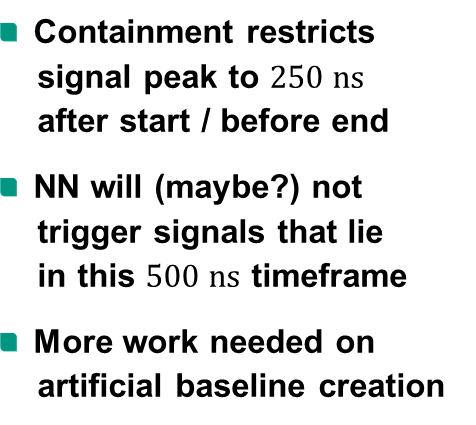 Containment restricts
signal peak to 250 ns
after start / before end
NN will (maybe?) not
trigger signals that lie
in this 500 ns timeframe
More work needed on
artificial baseline creation